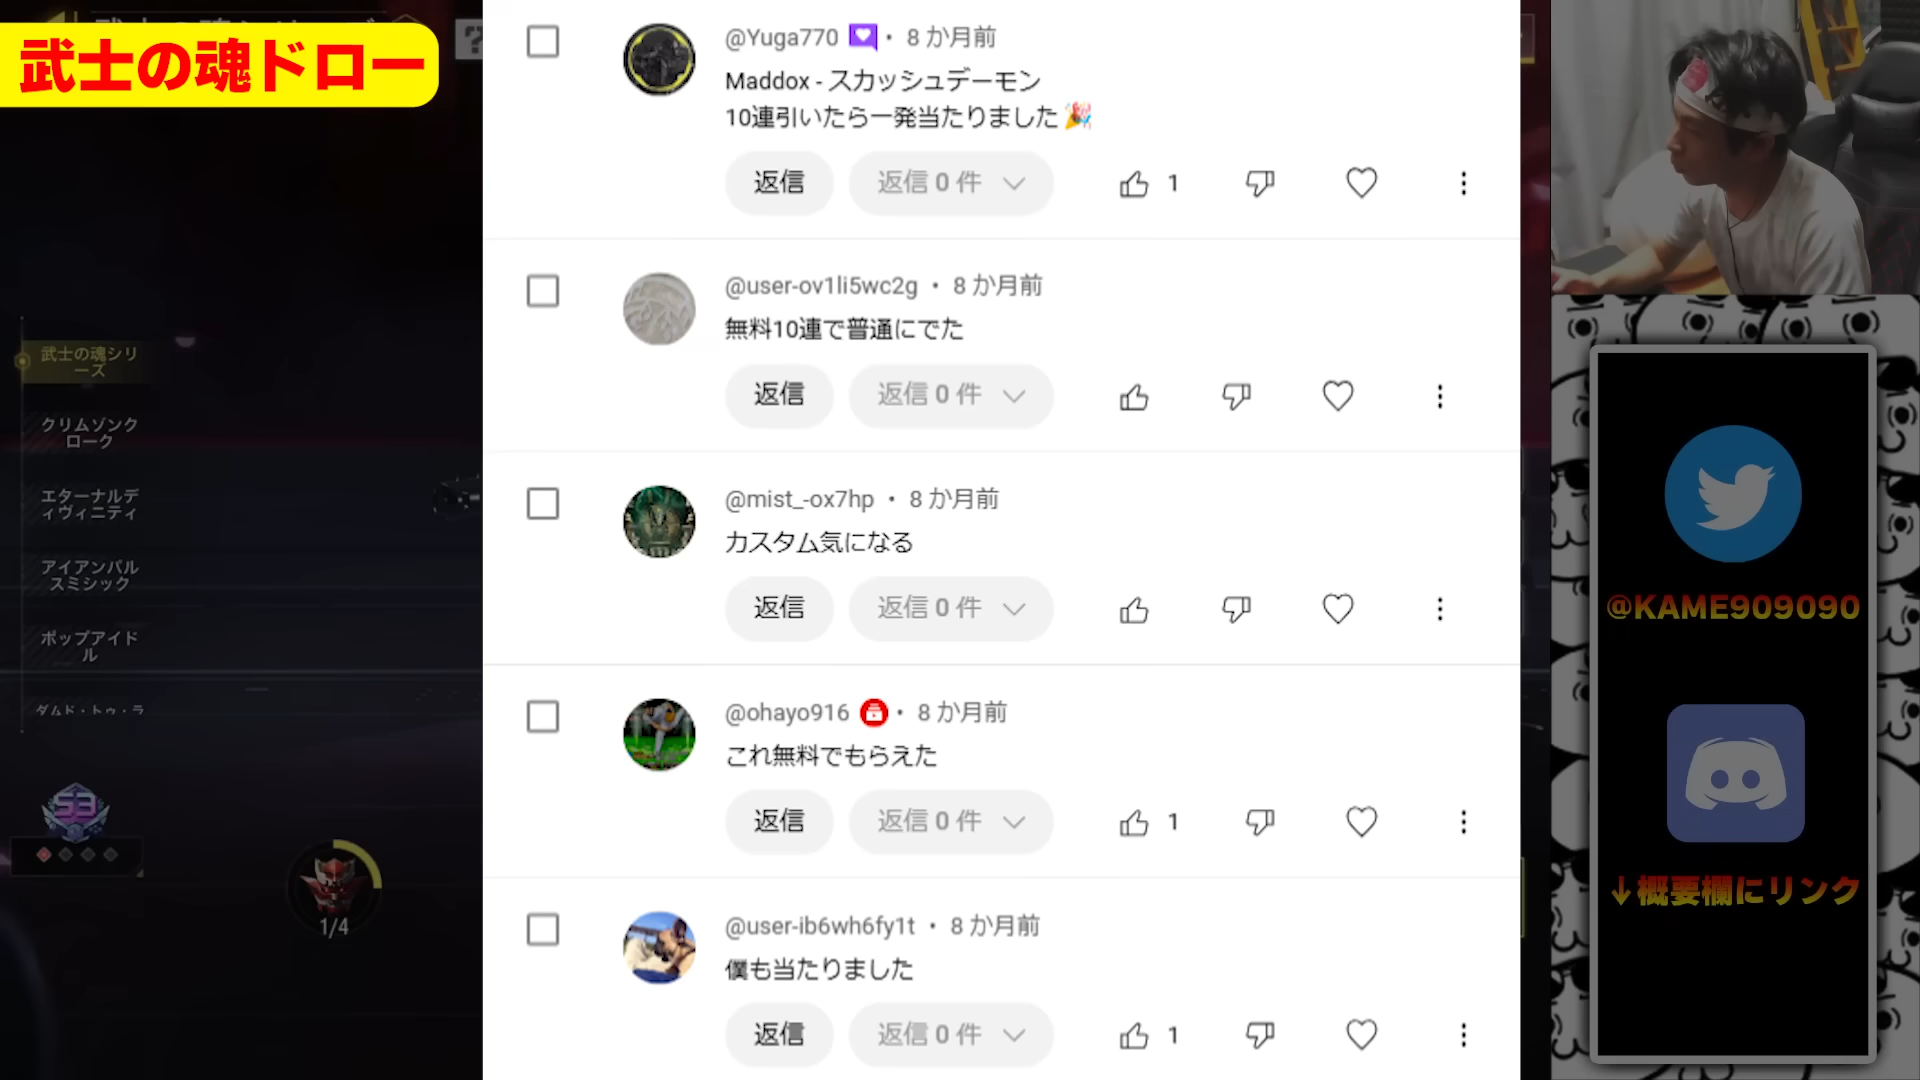 武士の魂ドロー
武士の魂シリ
ーズ
クリムゾンク
ローク
エターナルデ
ィヴィニティ
アイアンパル
スミシック
ポップアイド
ル
ダムド・トゥ・ラ
53
1/4
@Yuga770 • 8 か月前
Maddox - スカッシュデーモン
10連引いたら一発当たりました🎉
返信 返信 0 件 1
@user-ov1li5wc2g • 8 か月前
無料10連で普通にでた
返信 返信 0 件
@mist_-ox7hp • 8 か月前
カスタム気になる
返信 返信 0 件
@ohayo916 • 8 か月前
これ無料でもらえた
返信 返信 0 件 1
@user-ib6wh6fy1t • 8 か月前
僕も当たりました
返信 返信 0 件 1
@KAME909090
↓概要欄にリンク